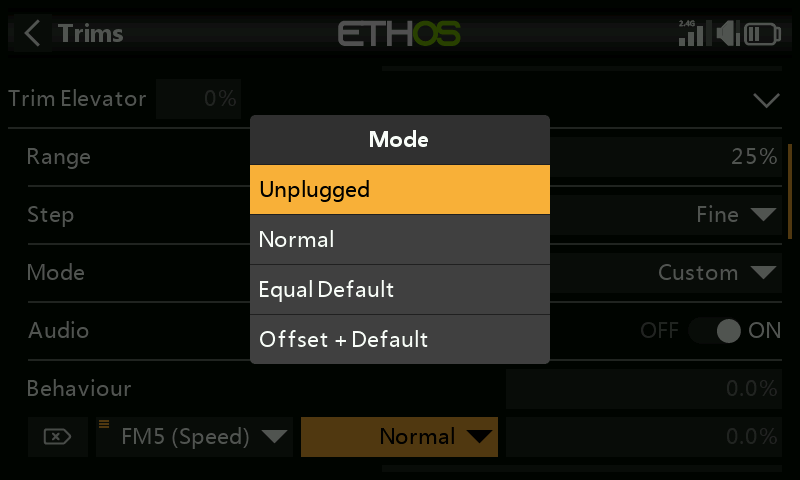 Trims
ETHOS
2.4G
Trim Elevator 0%
Mode
Range 25%
Unplugged
Step Fine
Normal
Mode Custom
Equal Default
Audio OFF ON
Offset + Default
Behaviour 0.0%
FM5 (Speed) Normal 0.0%